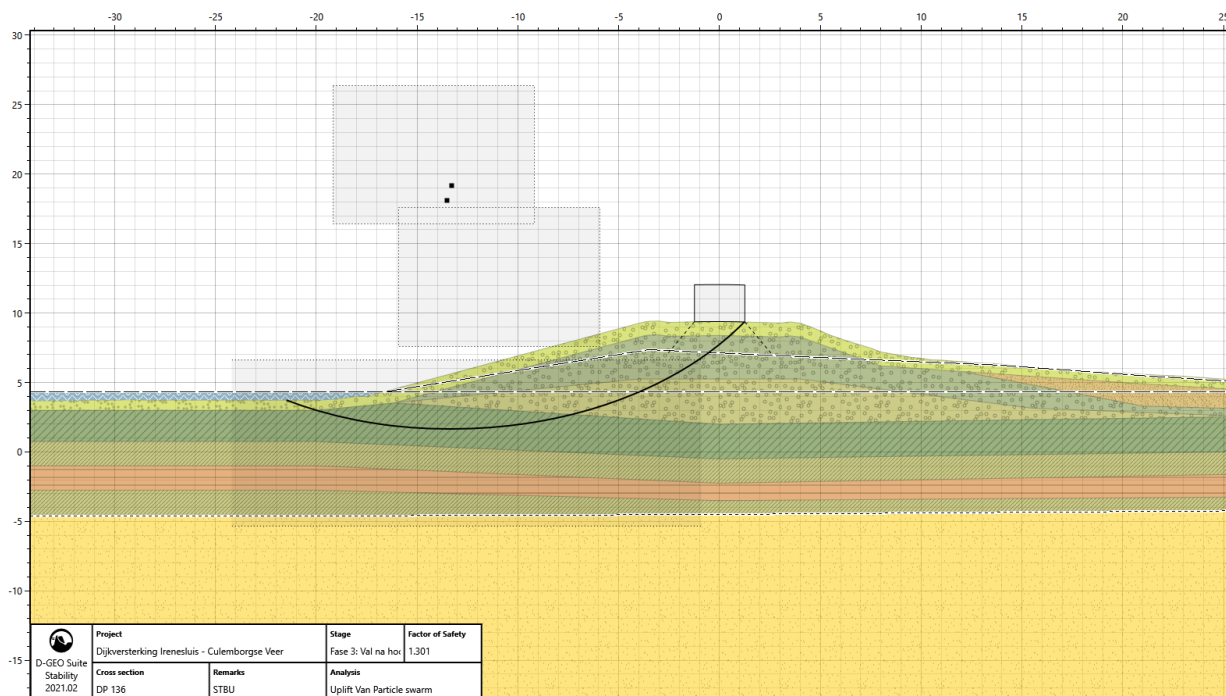 -30 -25 -20 -15 -10 -5 0 5 10 15 20 25
30
25
20
15
10
5
0
-5
-10
-15
D-GEO Suite
Stability
2021.02
Project
Dijkversterking Irenesluis - Culemborgse Veer
Stage
Fase 3: Val na
Factor of Safety
1.301
Cross section
DP 136
Remarks
STBU
Analysis
Uplift Van Particle swarm